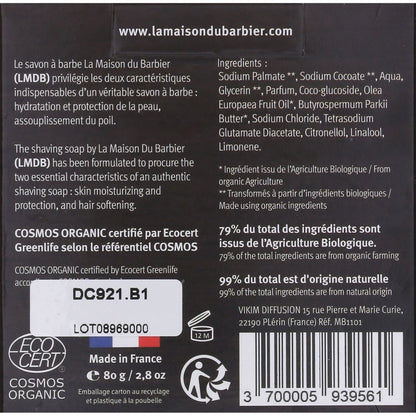 www.lamaisondubarbier.com
Le savon à barbe La Maison du Barbier
(LMDB) privilégie les deux caractéristiques
indispensables d'un véritable savon à barbe :
hydratation et protection de la peau,
assouplissement du poil.
The shaving soap by La Maison Du Barbier
(LMDB) has been formulated to procure the
two essential characteristics of an authentic
shaving soap : skin moisturizing and
protection, and hair softening.
COSMOS ORGANIC certifié par Ecocert
Greenlife selon le référentiel COSMOS
COSMOS ORGANIC certified by Ecocert Greenlife
DC921.B1
LOT08969000
12 M
ECO
CERT
COSMOS
ORGANIC
Made in France
80 g / 2,8 oz
Emballage carton au recyclage
et plastique à la poubelle
Ingredients :
Sodium Palmate **, Sodium Cocoate **, Aqua,
Glycerin **, Parfum, Coco-glucoside, Olea
Europaea Fruit Oil*, Butyrospermum Parkii
Butter*, Sodium Chloride, Tetrasodium
Glutamate Diacetate, Citronellol, Linalool,
Limonene.
* Ingrédient issu de l'Agriculture Biologique / From
organic Agriculture
** Transformés à partir d'ingrédients biologiques/
Made using organic ingredients
79% du total des ingrédients sont
issus de l'Agriculture Biologique.
79% of the total ingredients are from organic farming
99% du total est d'origine naturelle
99% of the total ingredients are from natural origin
VIKIM DIFFUSION 15 rue Pierre et Marie Curie,
22190 PLérin (France) Réf. MB1101
3 700005 939561